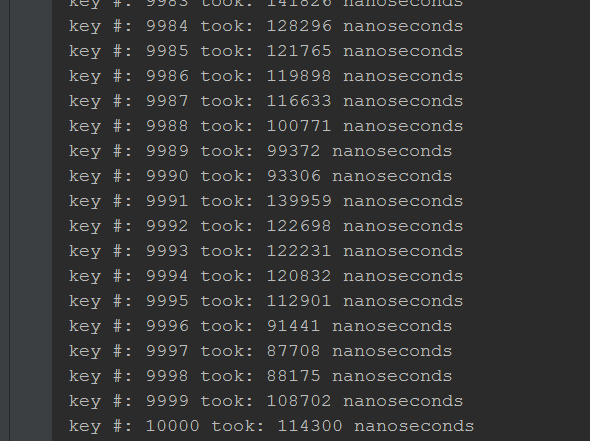 key #: 9983 took: 141826 nanoseconds
key #: 9984 took: 128296 nanoseconds
key #: 9985 took: 121765 nanoseconds
key #: 9986 took: 119898 nanoseconds
key #: 9987 took: 116633 nanoseconds
key #: 9988 took: 100771 nanoseconds
key #: 9989 took: 99372 nanoseconds
key #: 9990 took: 93306 nanoseconds
key #: 9991 took: 139959 nanoseconds
key #: 9992 took: 122698 nanoseconds
key #: 9993 took: 122231 nanoseconds
key #: 9994 took: 120832 nanoseconds
key #: 9995 took: 112901 nanoseconds
key #: 9996 took: 91441 nanoseconds
key #: 9997 took: 87708 nanoseconds
key #: 9998 took: 88175 nanoseconds
key #: 9999 took: 108702 nanoseconds
key #: 10000 took: 114300 nanoseconds